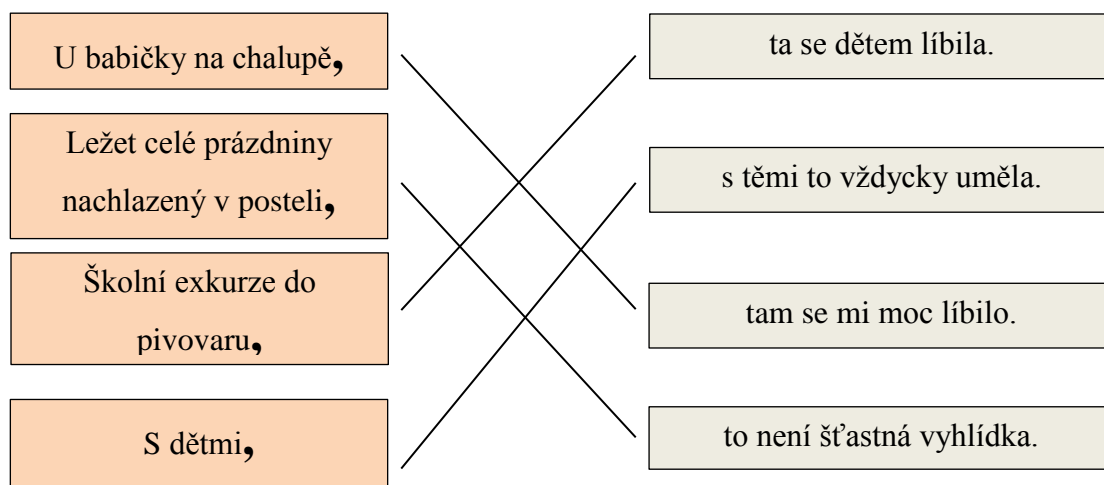 U babičky na chalupě,
ta se dětem líbila.
Ležet celé prázdniny
nachlazený v posteli,
s těmi to vždycky uměla.
Školní exkurze do
pivovaru,
tam se mi moc líbilo.
S dětmi,
to není šťastná vyhlídka.